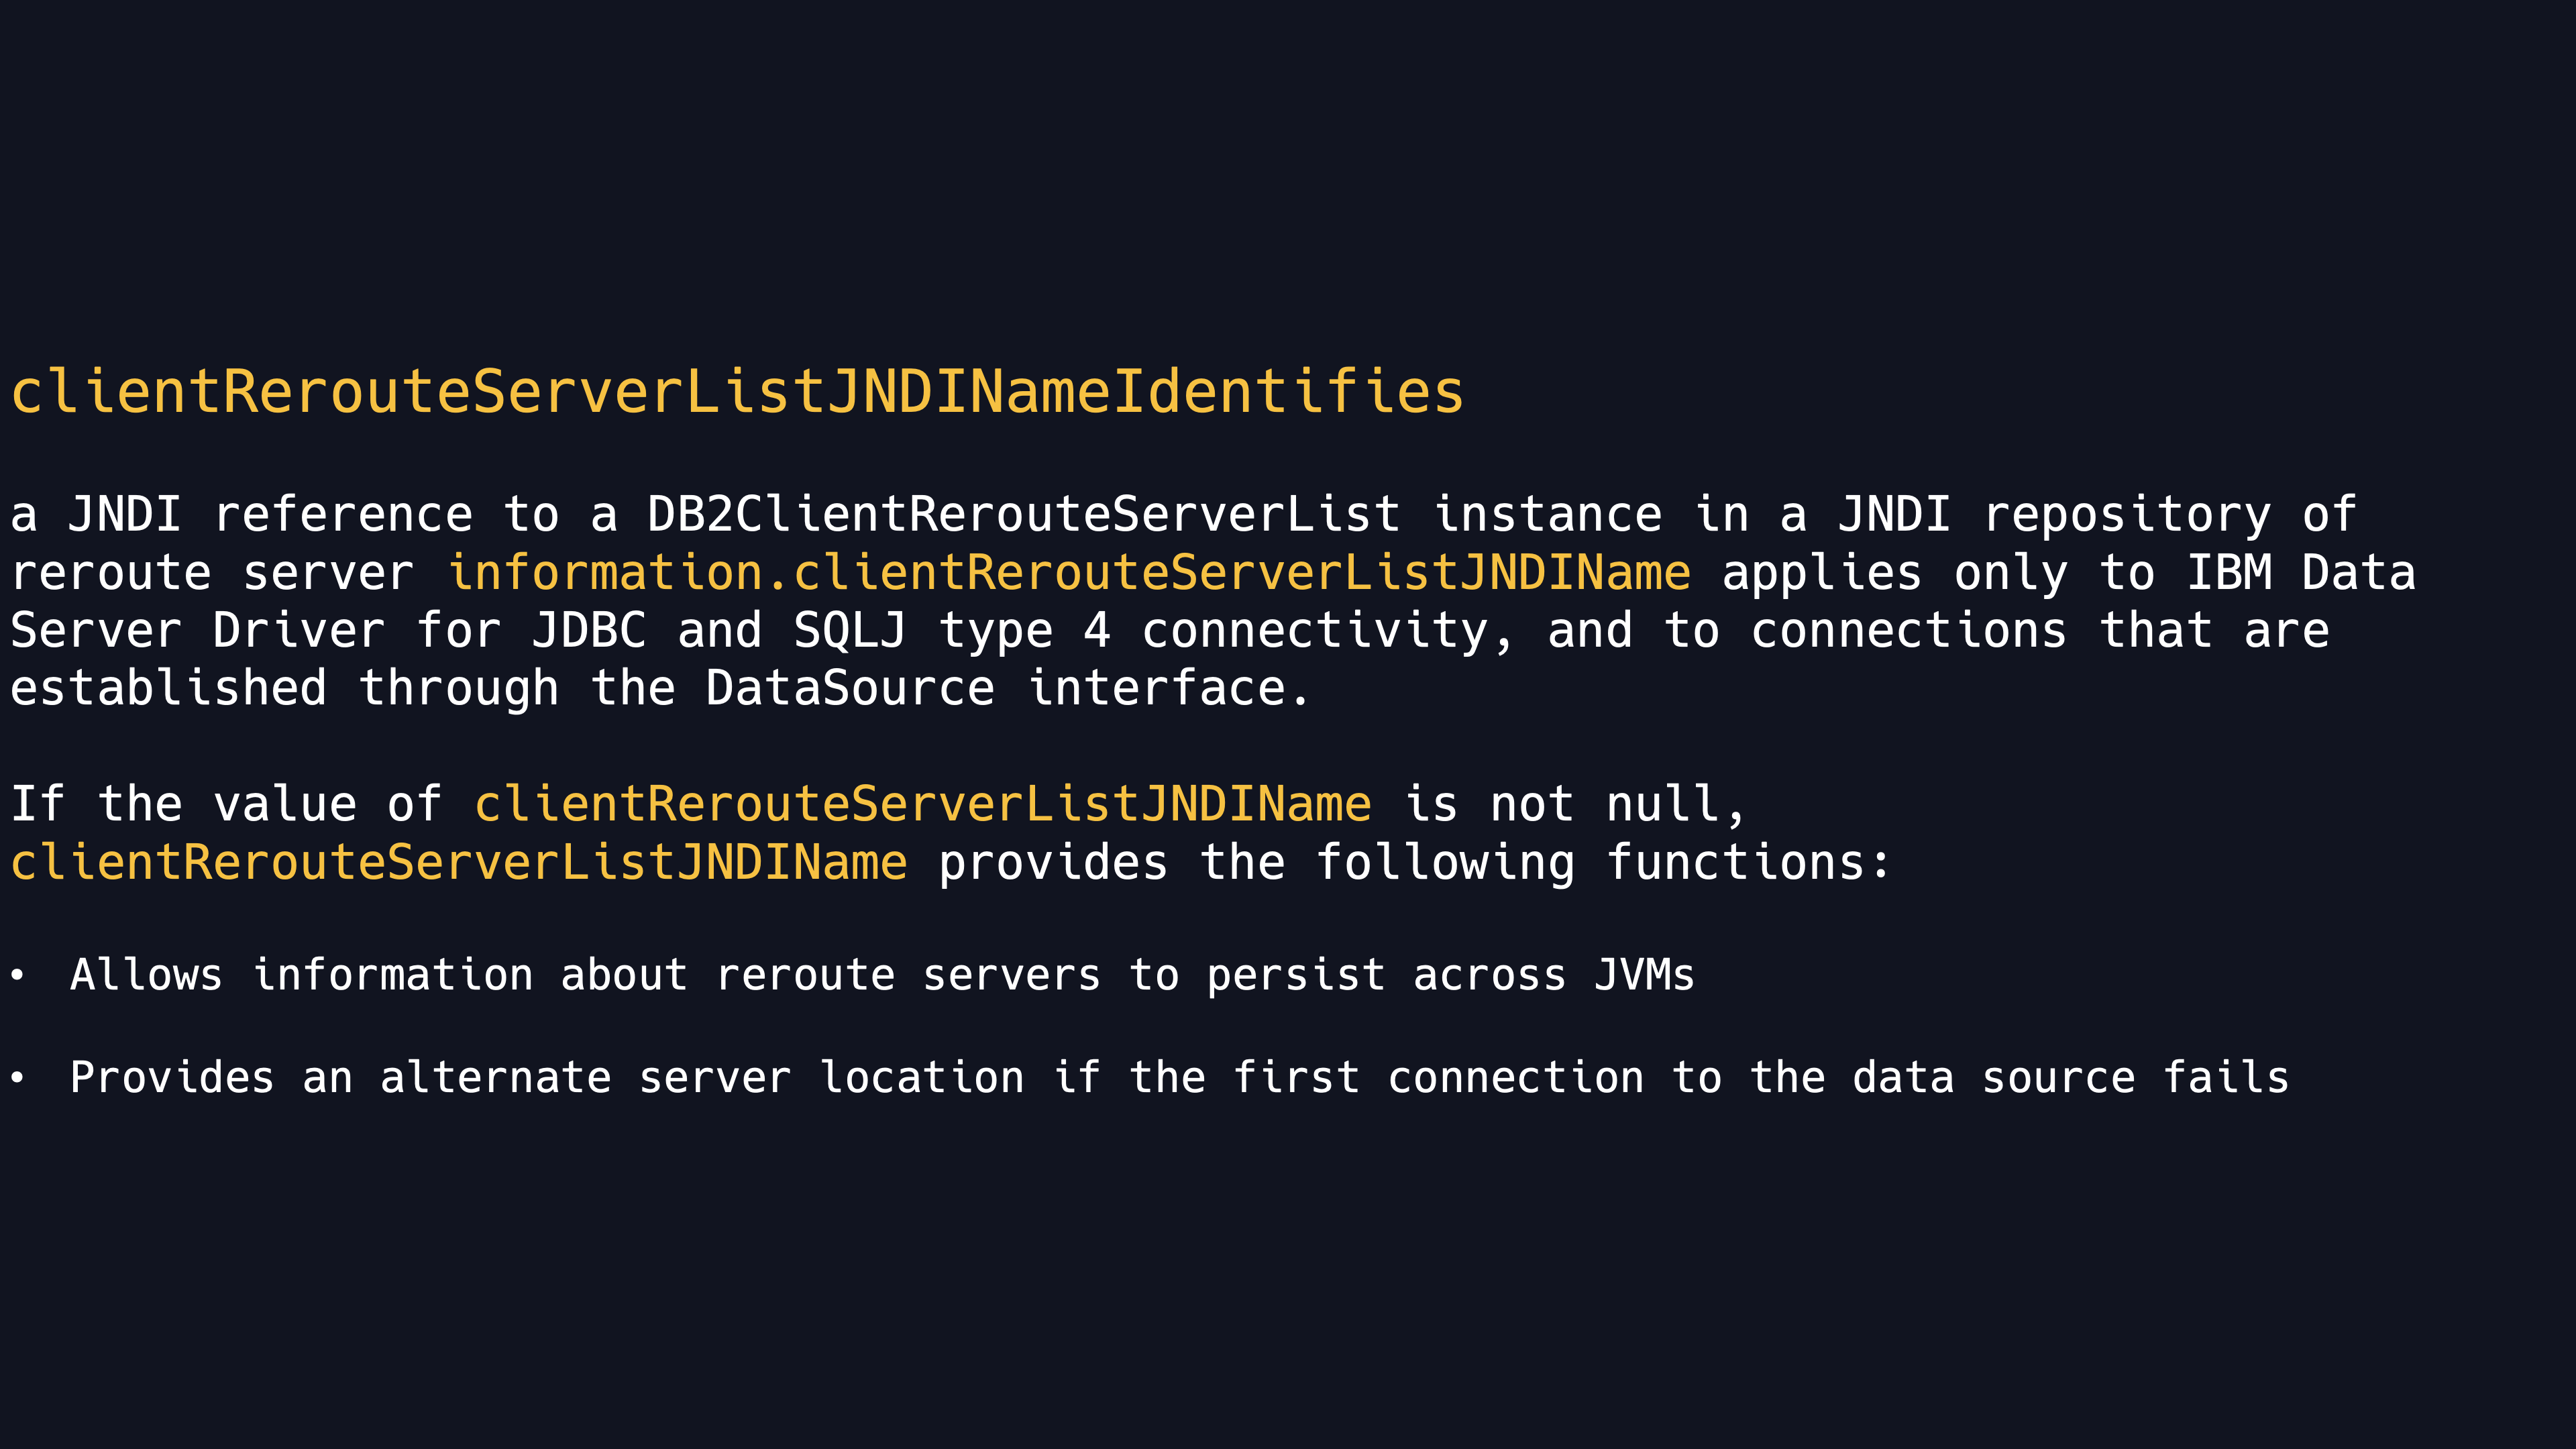 clientRerouteServerListJNDINameIdentifies
a JNDI reference to a DB2ClientRerouteServerList instance in a JNDI repository of
reroute server information.clientRerouteServerListJNDIName applies only to IBM Data
Server Driver for JDBC and SQLJ type 4 connectivity, and to connections that are
established through the DataSource interface.
If the value of clientRerouteServerListJNDIName is not null,
clientRerouteServerListJNDIName provides the following functions:
• Allows information about reroute servers to persist across JVMs
• Provides an alternate server location if the first connection to the data source fails